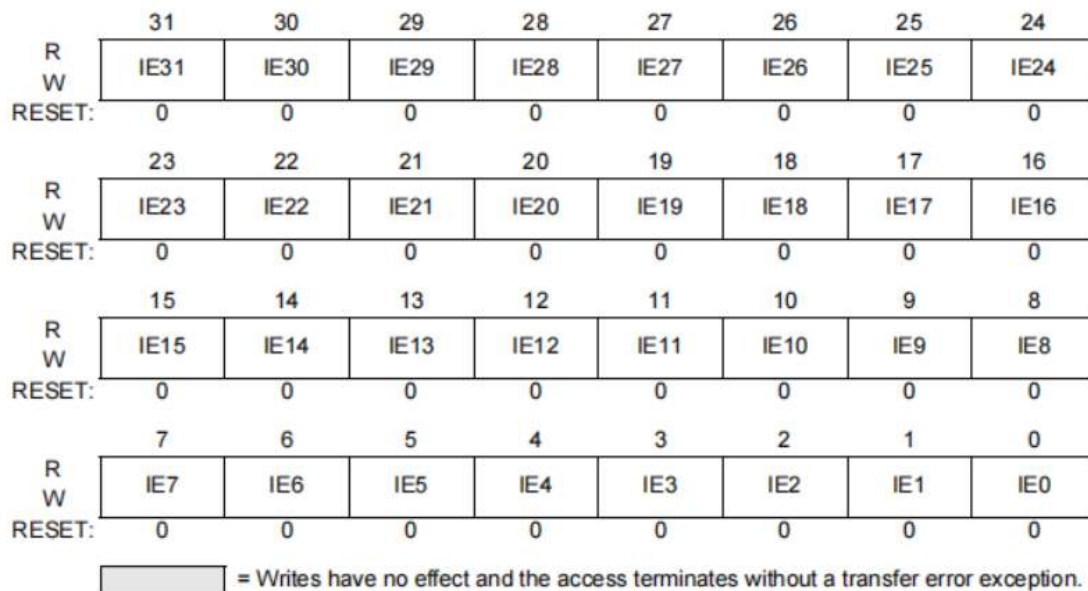 31 30 29 28 27 26 25 24
R
W
IE31 IE30 IE29 IE28 IE27 IE26 IE25 IE24
RESET: 0 0 0 0 0 0 0 0
23 22 21 20 19 18 17 16
R
W
IE23 IE22 IE21 IE20 IE19 IE18 IE17 IE16
RESET: 0 0 0 0 0 0 0 0
15 14 13 12 11 10 9 8
R
W
IE15 IE14 IE13 IE12 IE11 IE10 IE9 IE8
RESET: 0 0 0 0 0 0 0 0
7 6 5 4 3 2 1 0
R
W
IE7 IE6 IE5 IE4 IE3 IE2 IE1 IE0
RESET: 0 0 0 0 0 0 0 0
= Writes have no effect and the access terminates without a transfer error exception.